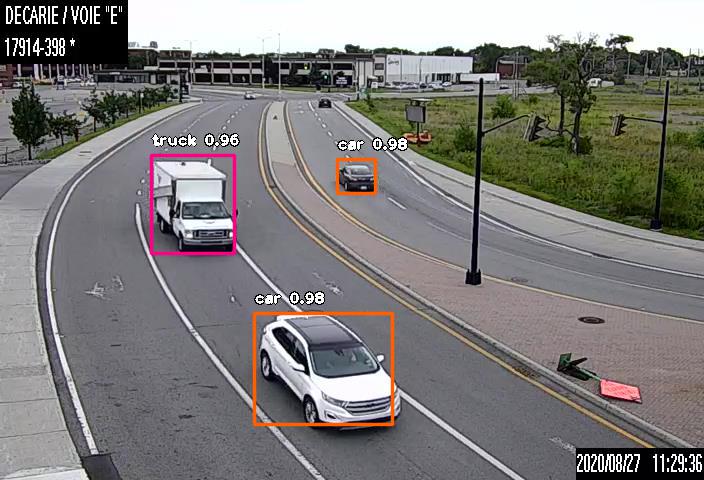 DECARIE / VOIE "E"
17914-398 *
truck 0.96
car 0.98
car 0.98
2020/08/27 11:29:36